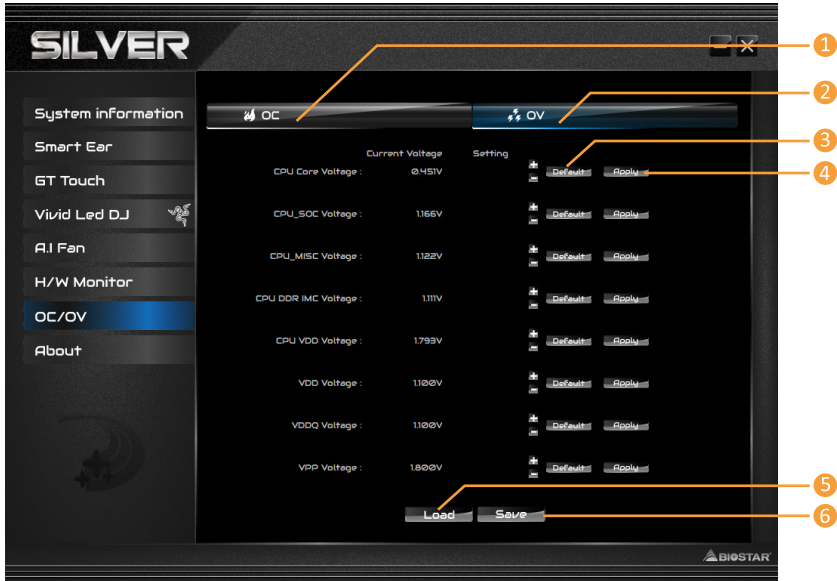 SILVER
1
2
3
4
5
6
System information
Smart Ear
GT Touch
Vivid Led DJ
A.I Fan
H/W Monitor
OC/OV
About
OC
OV
Current Voltage Setting
CPU Core Voltage : 0.451V Default Apply
CPU_SOC Voltage : 1.166V Default Apply
CPU_MISC Voltage : 1.122V Default Apply
CPU DDR IMC Voltage : 1.111V Default Apply
CPU VDD Voltage : 1.793V Default Apply
VDD Voltage : 1.100V Default Apply
VDDQ Voltage : 1.100V Default Apply
VPP Voltage : 1.800V Default Apply
Load Save
BIOSTAR